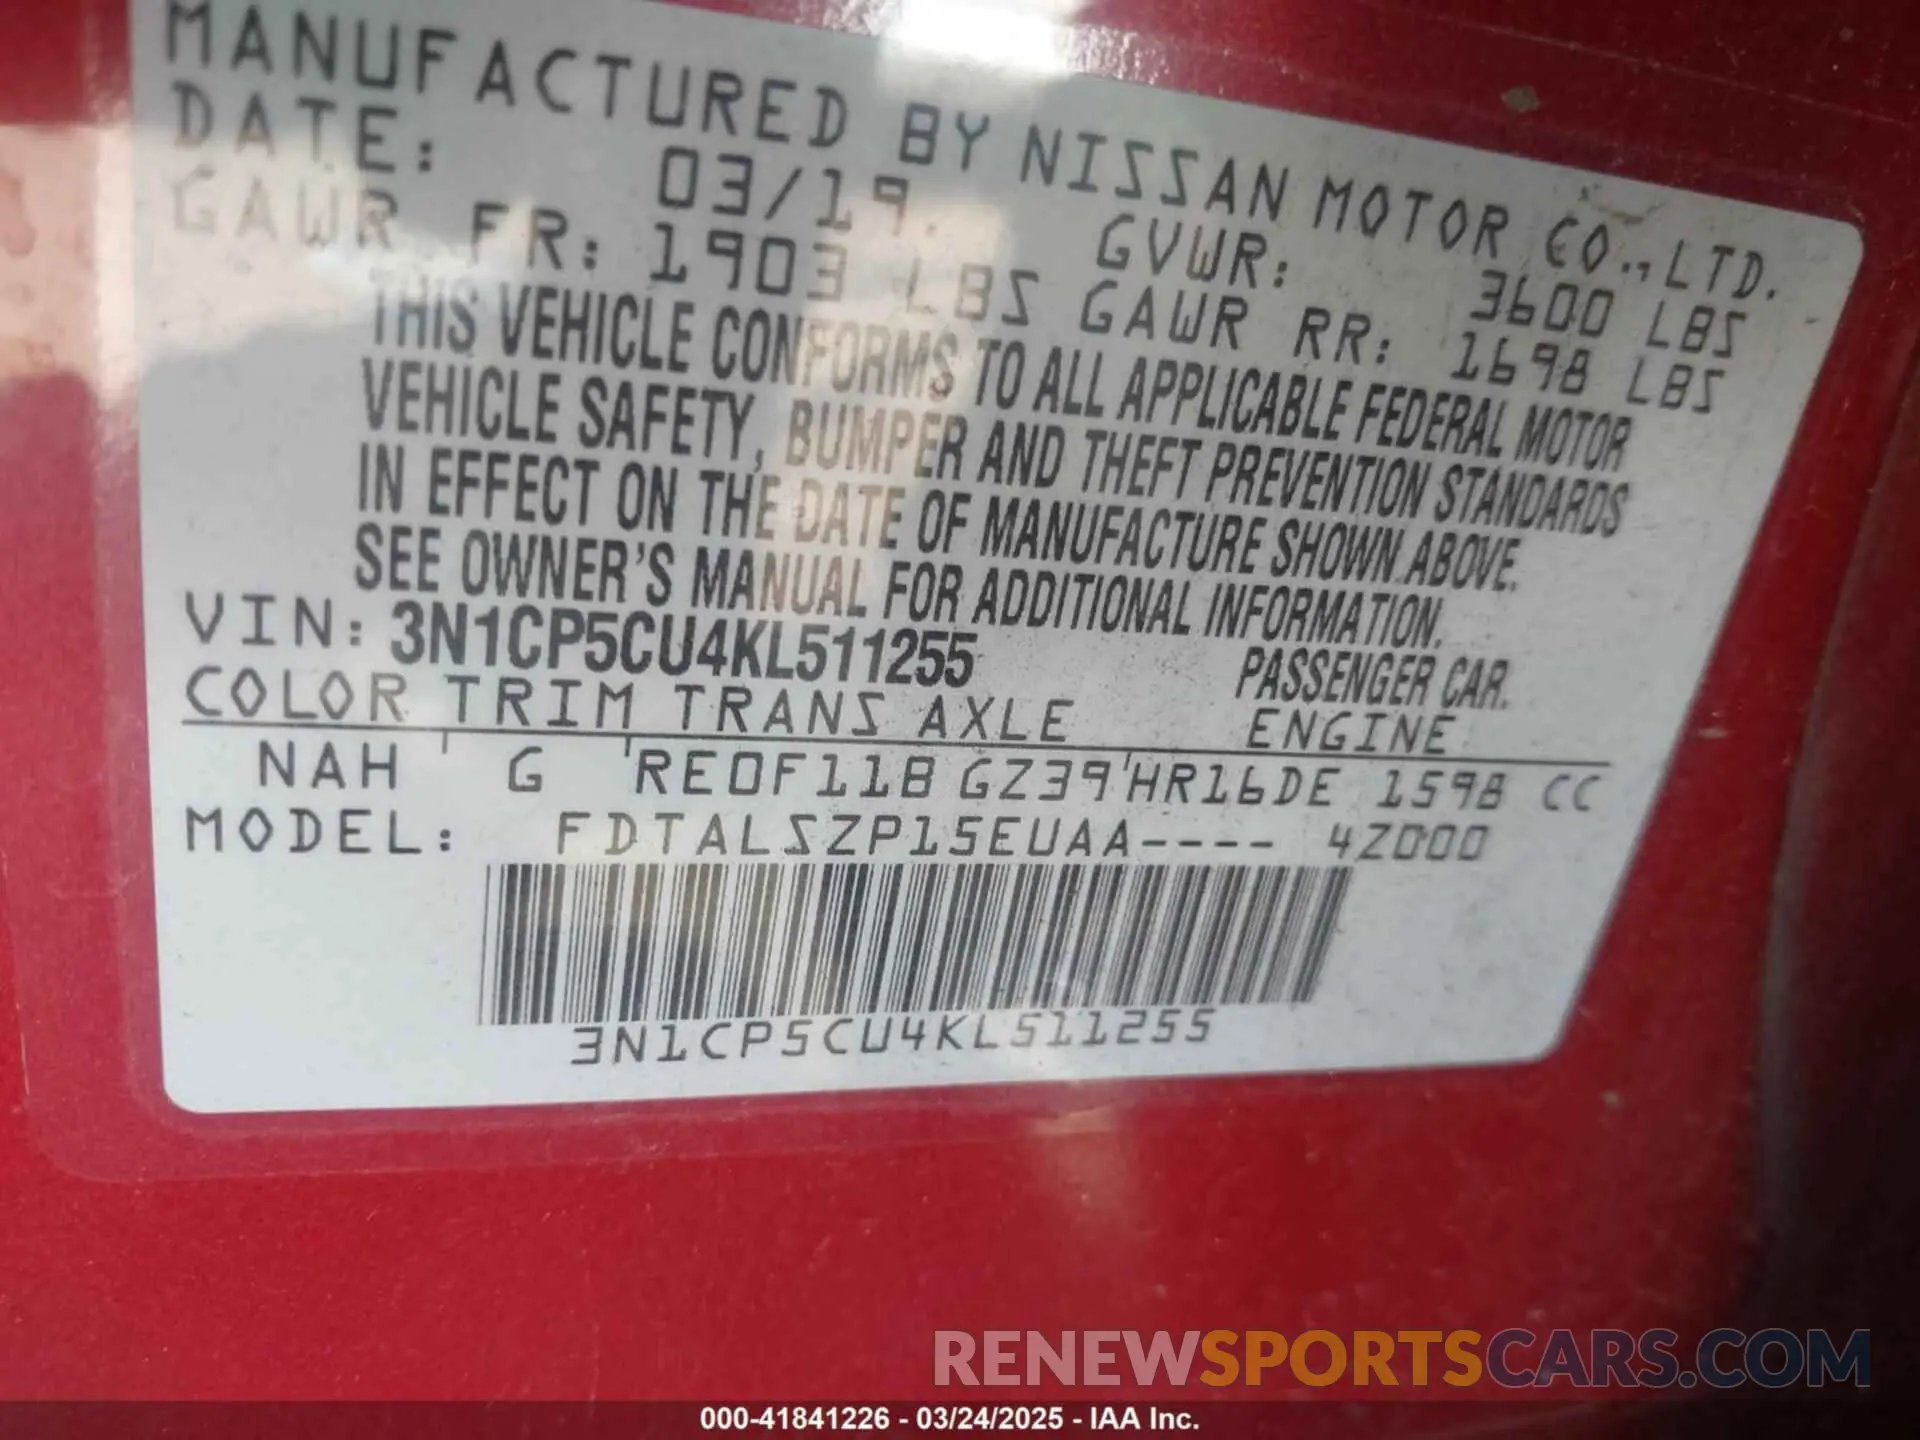 MANUFACTURED BY NISSAN MOTOR CO.,LTD.
DATE: 03/19. GVWR: 3600 LBS
GAWR FR: 1903 LBS GAWR RR: 1698 LBS
THIS VEHICLE CONFORMS TO ALL APPLICABLE FEDERAL MOTOR
VEHICLE SAFETY, BUMPER AND THEFT PREVENTION STANDARDS
IN EFFECT ON THE DATE OF MANUFACTURE SHOWN ABOVE.
SEE OWNER'S MANUAL FOR ADDITIONAL INFORMATION.
VIN: 3N1CP5CU4KL511255 PASSENGER CAR.
COLOR TRIM TRANS AXLE ENGINE
NAH G RE0F11B GZ39 HR16DE 1598 CC
MODEL: FDTALSZP15EUAA---- 4Z000
3N1CP5CU4KL511255
RENEWSPORTSCARS.COM
000-41841226 - 03/24/2025 - IAA Inc.